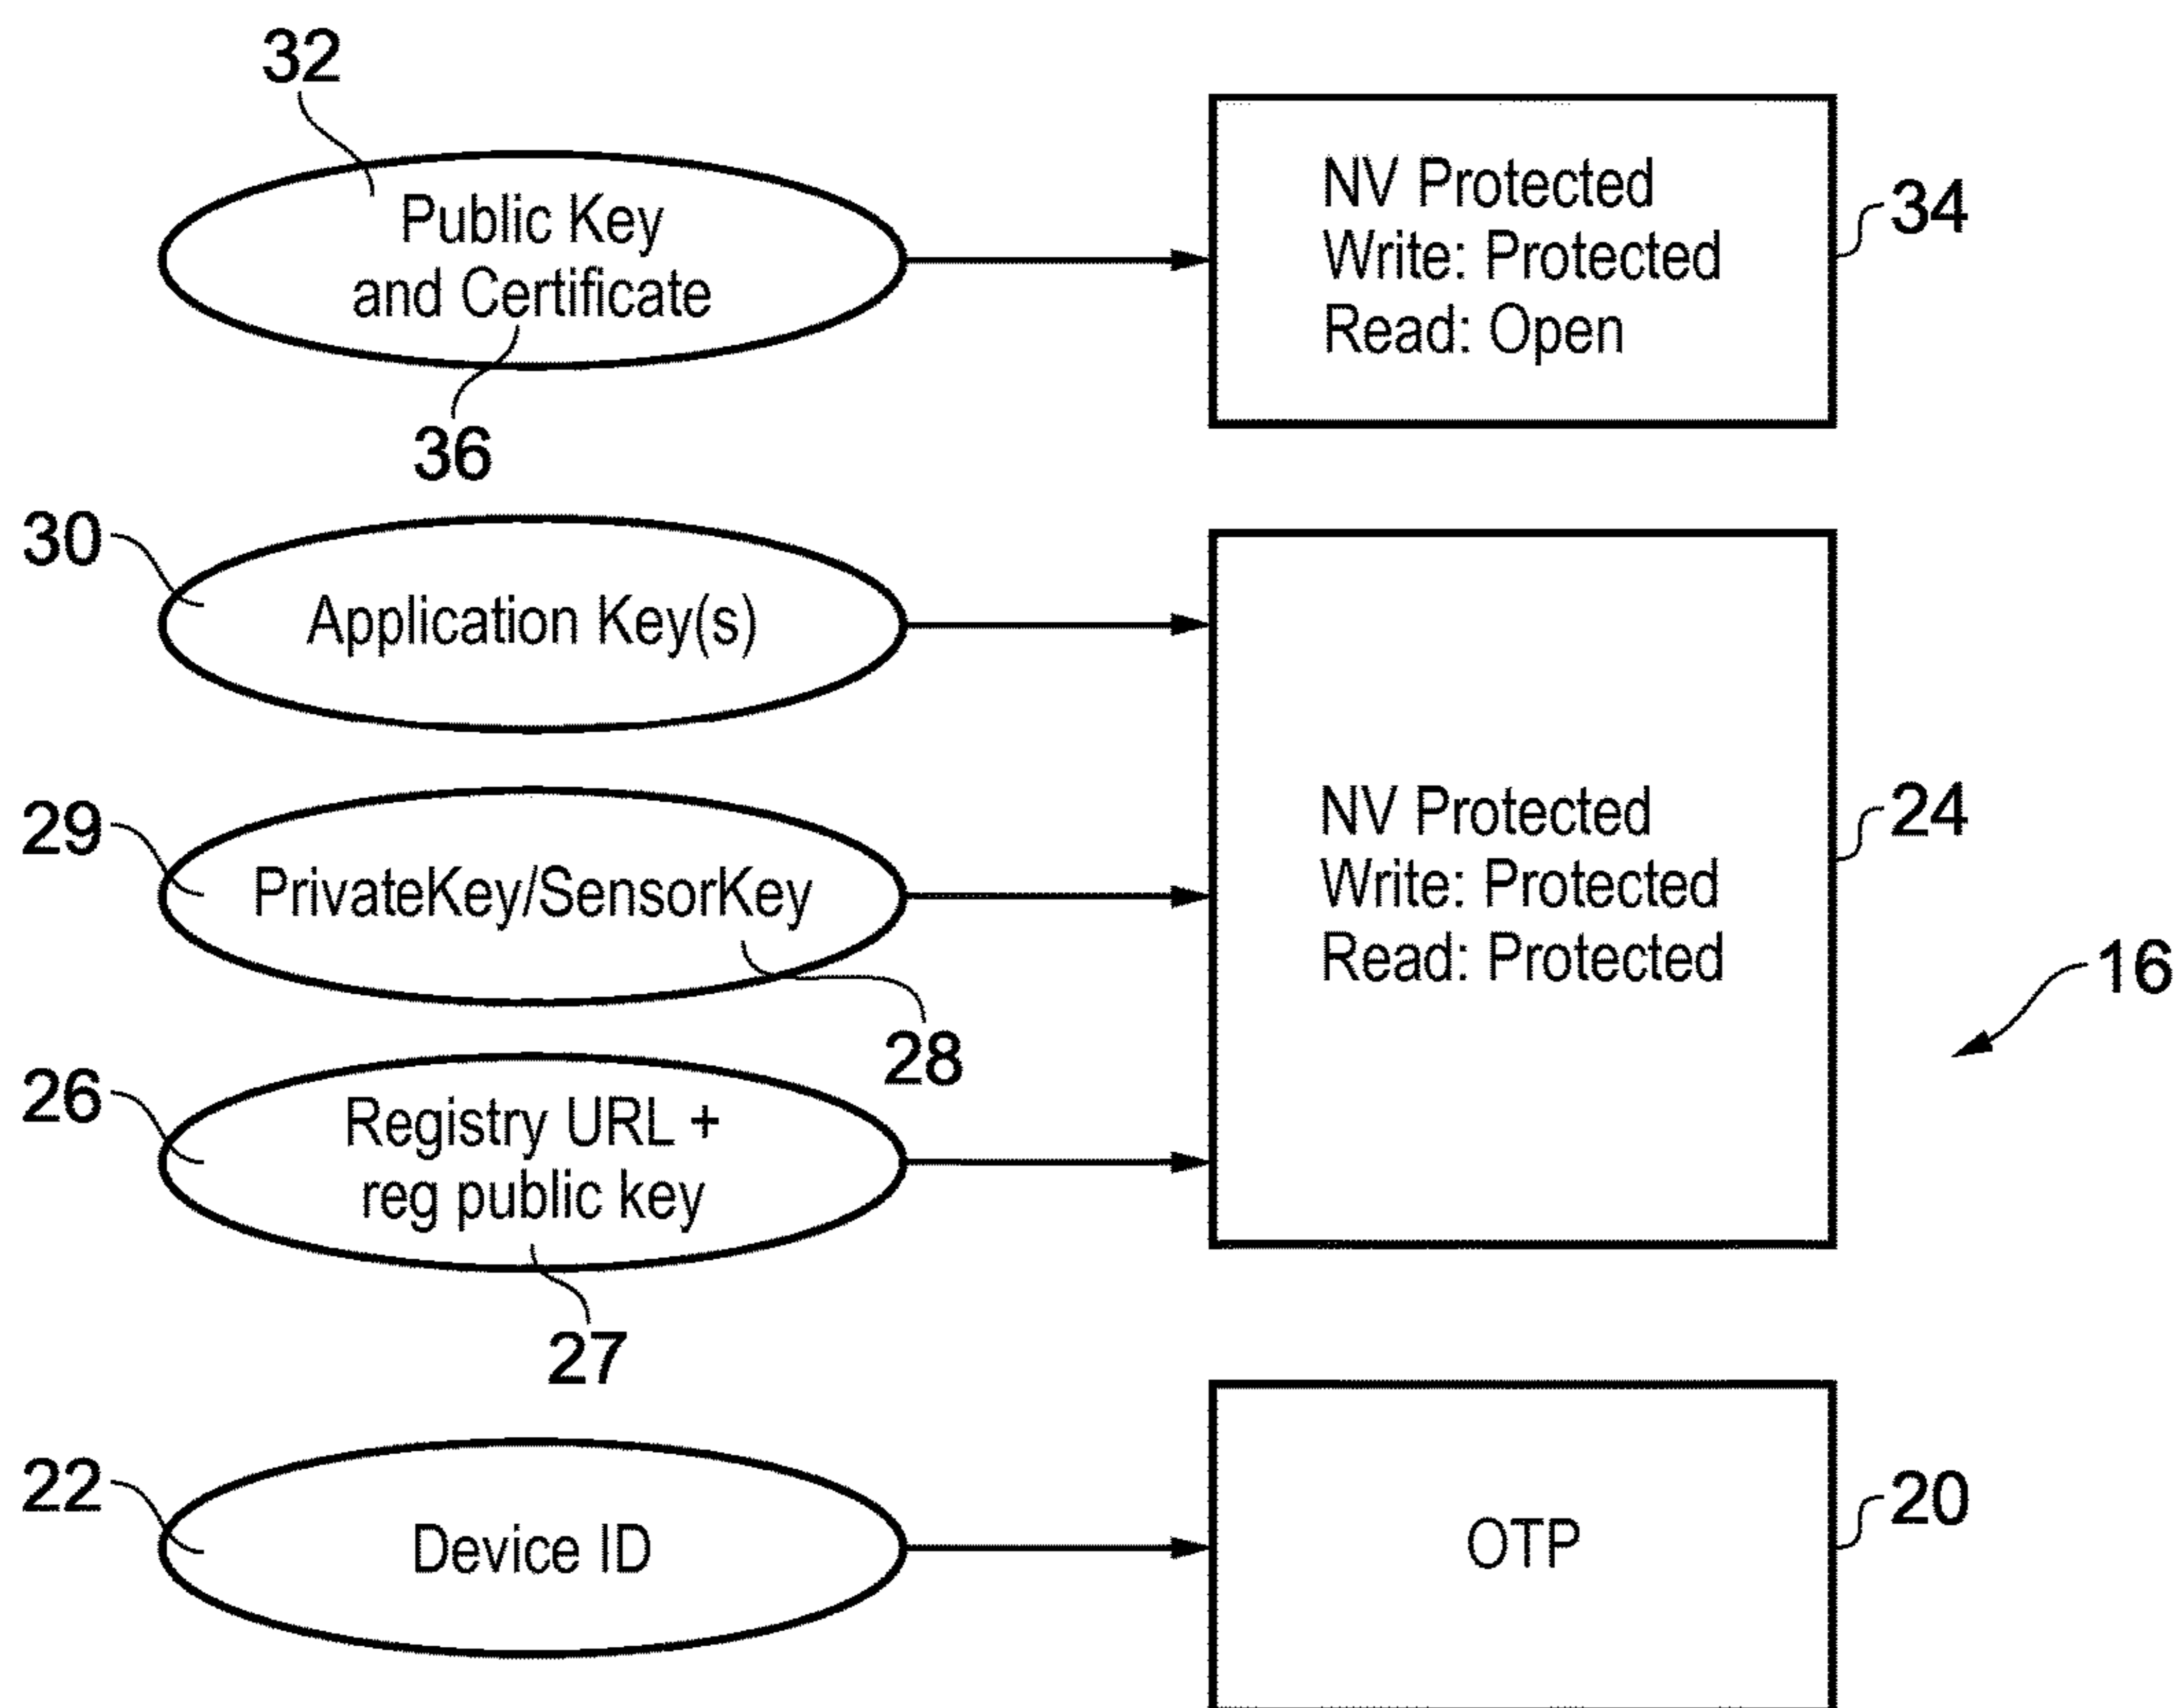 32
Public Key
and Certificate
36
NV Protected
Write: Protected
Read: Open
34
30
Application Key(s)
29
PrivateKey/SensorKey
28
NV Protected
Write: Protected
Read: Protected
24
16
26
Registry URL +
reg public key
27
22
Device ID
OTP
20